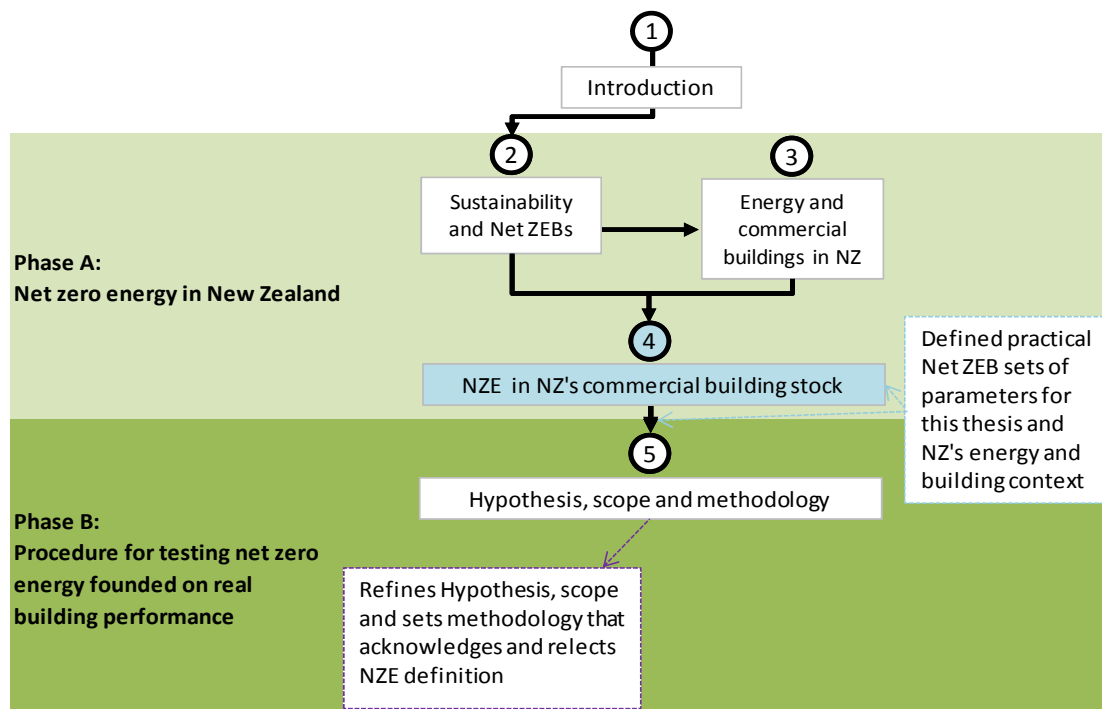 1
Introduction
2
3
Sustainability
and Net ZEBs
Energy and
commercial
buildings in NZ
Phase A:
Net zero energy in New Zealand
4
NZE in NZ's commercial building stock
Defined practical
Net ZEB sets of
parameters for
this thesis and
NZ's energy and
building context
5
Hypothesis, scope and methodology
Phase B:
Procedure for testing net zero
energy founded on real
building performance
Refines Hypothesis, scope
and sets methodology that
acknowledges and relects
NZE definition